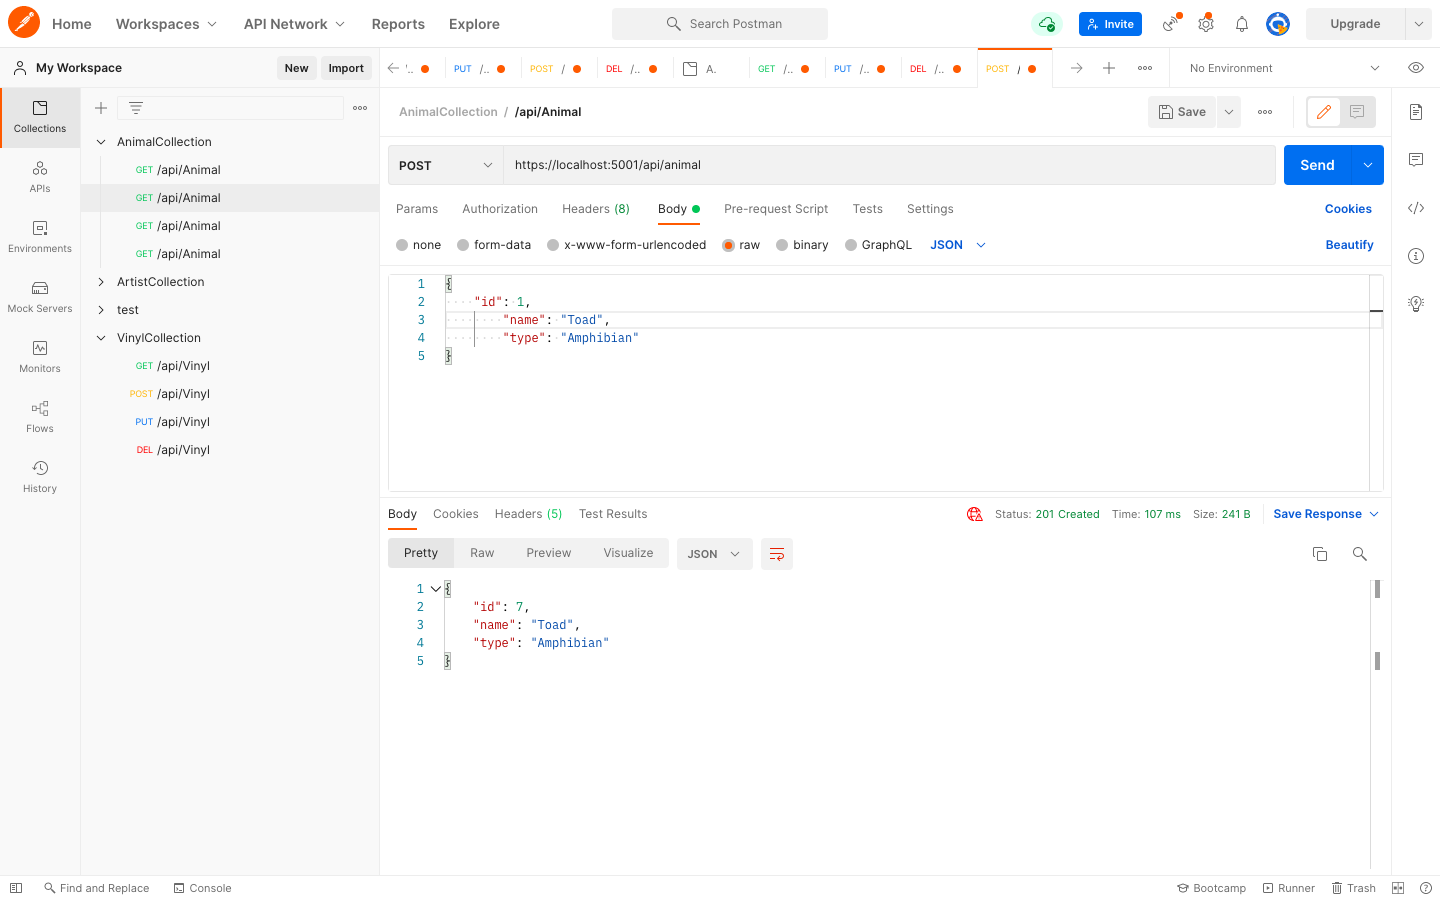 Home Workspaces API Network Reports Explore Search Postman Invite Upgrade
My Workspace New Import '.. PUT /.. POST / DEL /.. A. GET /.. PUT /.. DEL /.. POST / No Environment
Collections
APIs
Environments
Mock Servers
Monitors
Flows
History
AnimalCollection
GET /api/Animal
GET /api/Animal
GET /api/Animal
GET /api/Animal
ArtistCollection
test
VinylCollection
GET /api/Vinyl
POST /api/Vinyl
PUT /api/Vinyl
DEL /api/Vinyl
AnimalCollection / /api/Animal Save
POST https://localhost:5001/api/animal Send
Params Authorization Headers (8) Body Pre-request Script Tests Settings Cookies
none form-data x-www-form-urlencoded raw binary GraphQL JSON Beautify
1 {
2 "id": 1,
3 "name": "Toad",
4 "type": "Amphibian"
5 }
Body Cookies Headers (5) Test Results Status: 201 Created Time: 107 ms Size: 241 B Save Response
Pretty Raw Preview Visualize JSON
1 {
2 "id": 7,
3 "name": "Toad",
4 "type": "Amphibian"
5 }
Find and Replace Console Bootcamp Runner Trash